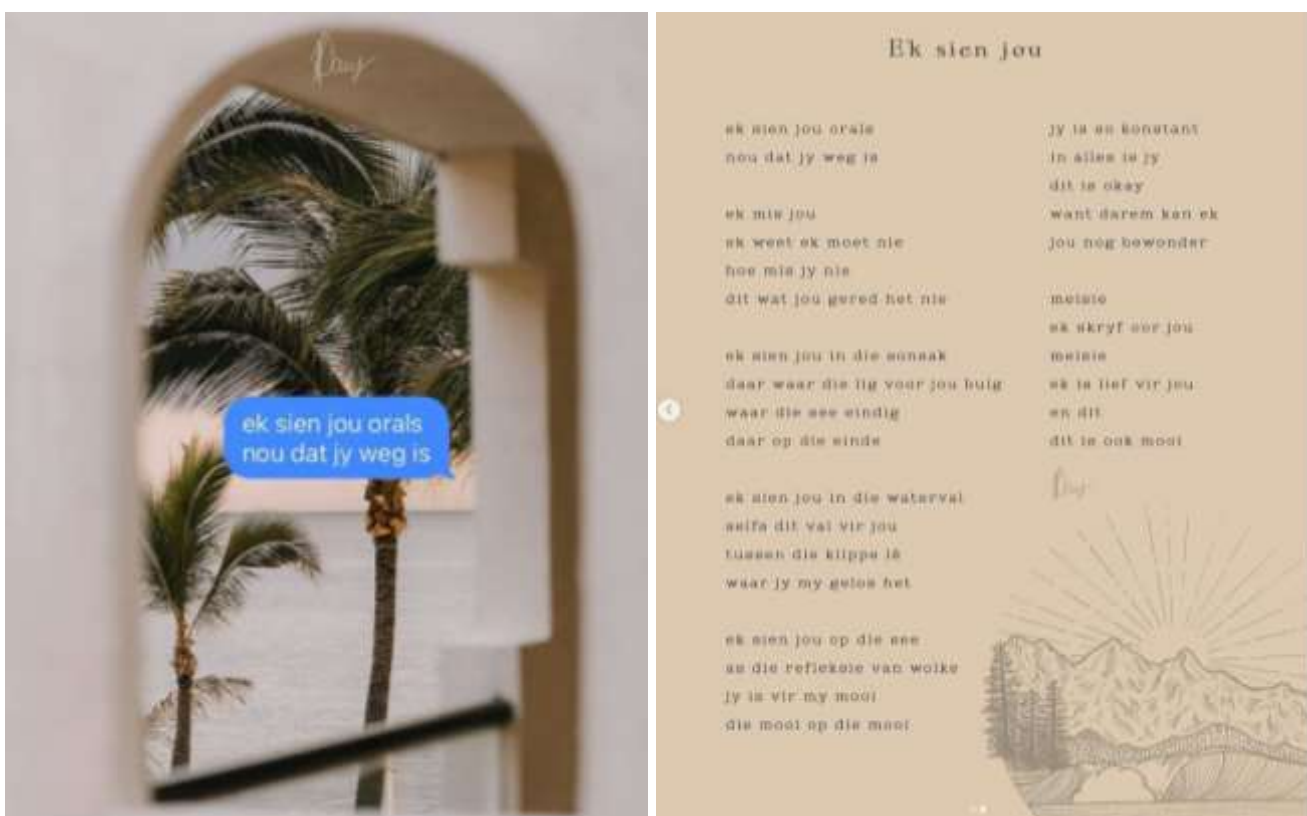 ek sien jou orals
nou dat jy weg is
Ek sien jou
ek sien jou orals
nou dat jy weg is
ek mis jou
ek weet ek moet nie
hoe mis jy nie
dit wat jou gered het nie
ek sien jou in die sonsak
daar waar die lig voor jou buig
waar die see eindig
daar op die einde
ek sien jou in die waterval
selfs dit val vir jou
tussen die klippe lê
waar jy my gelos het
ek sien jou op die see
as die refleksie van wolke
jy is vir my mooi
die mooi op die mooi
jy is so konstant
in alles is jy
dit is okay
want darem kan ek
jou nog bewonder
meisie
ek skryf oor jou
meisie
ek is lief vir jou
en dit
dit is ook mooi